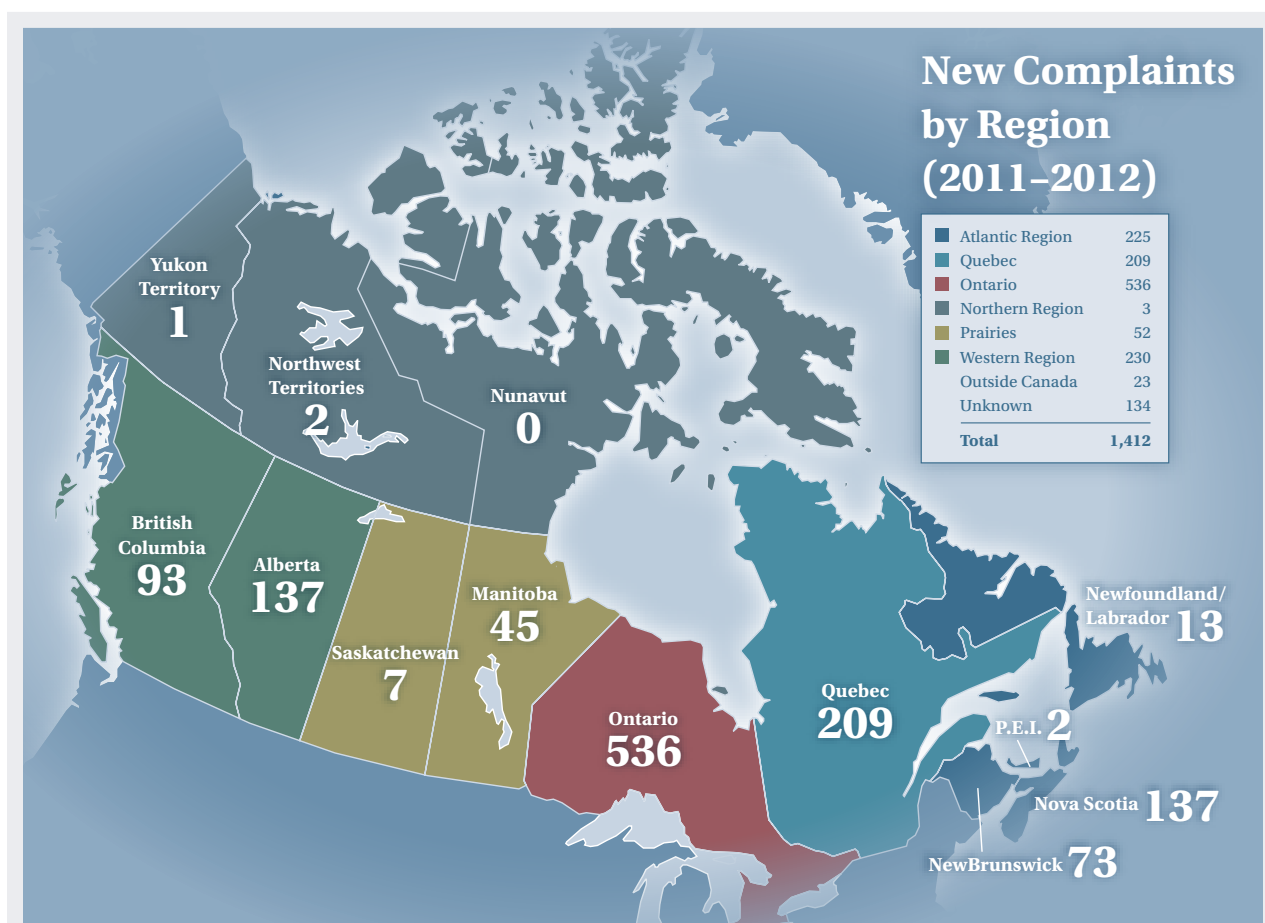 New Complaints
by Region
(2011–2012)
Atlantic Region 225
Quebec 209
Ontario 536
Northern Region 3
Prairies 52
Western Region 230
Outside Canada 23
Unknown 134
Total 1,412
Yukon
Territory
1
Northwest
Territories
2
Nunavut
0
British
Columbia
93
Alberta
137
Saskatchewan
7
Manitoba
45
Ontario
536
Quebec
209
Newfoundland/
Labrador 13
P.E.I. 2
Nova Scotia 137
NewBrunswick 73